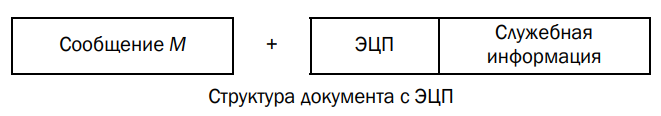 Сообщение M + ЭЦП Служебная
информация
Структура документа с ЭЦП